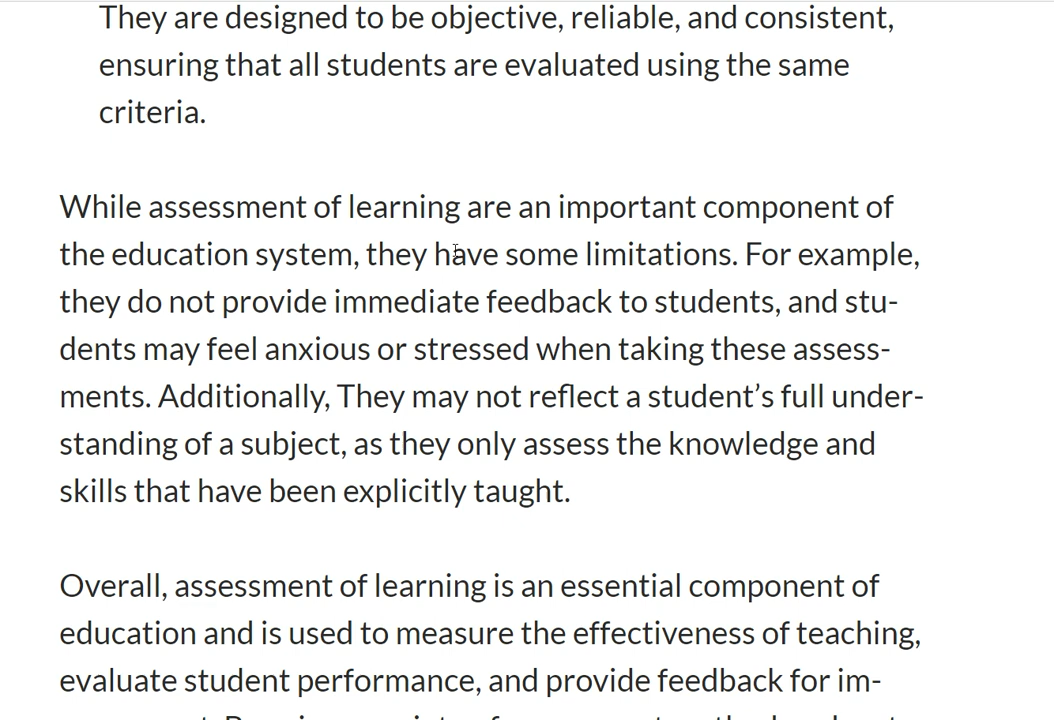 They are designed to be objective, reliable, and consistent,
ensuring that all students are evaluated using the same
criteria.
While assessment of learning are an important component of
the education system, they have some limitations. For example,
they do not provide immediate feedback to students, and stu-
dents may feel anxious or stressed when taking these assess-
ments. Additionally, They may not reflect a student’s full under-
standing of a subject, as they only assess the knowledge and
skills that have been explicitly taught.
Overall, assessment of learning is an essential component of
education and is used to measure the effectiveness of teaching,
evaluate student performance, and provide feedback for im-